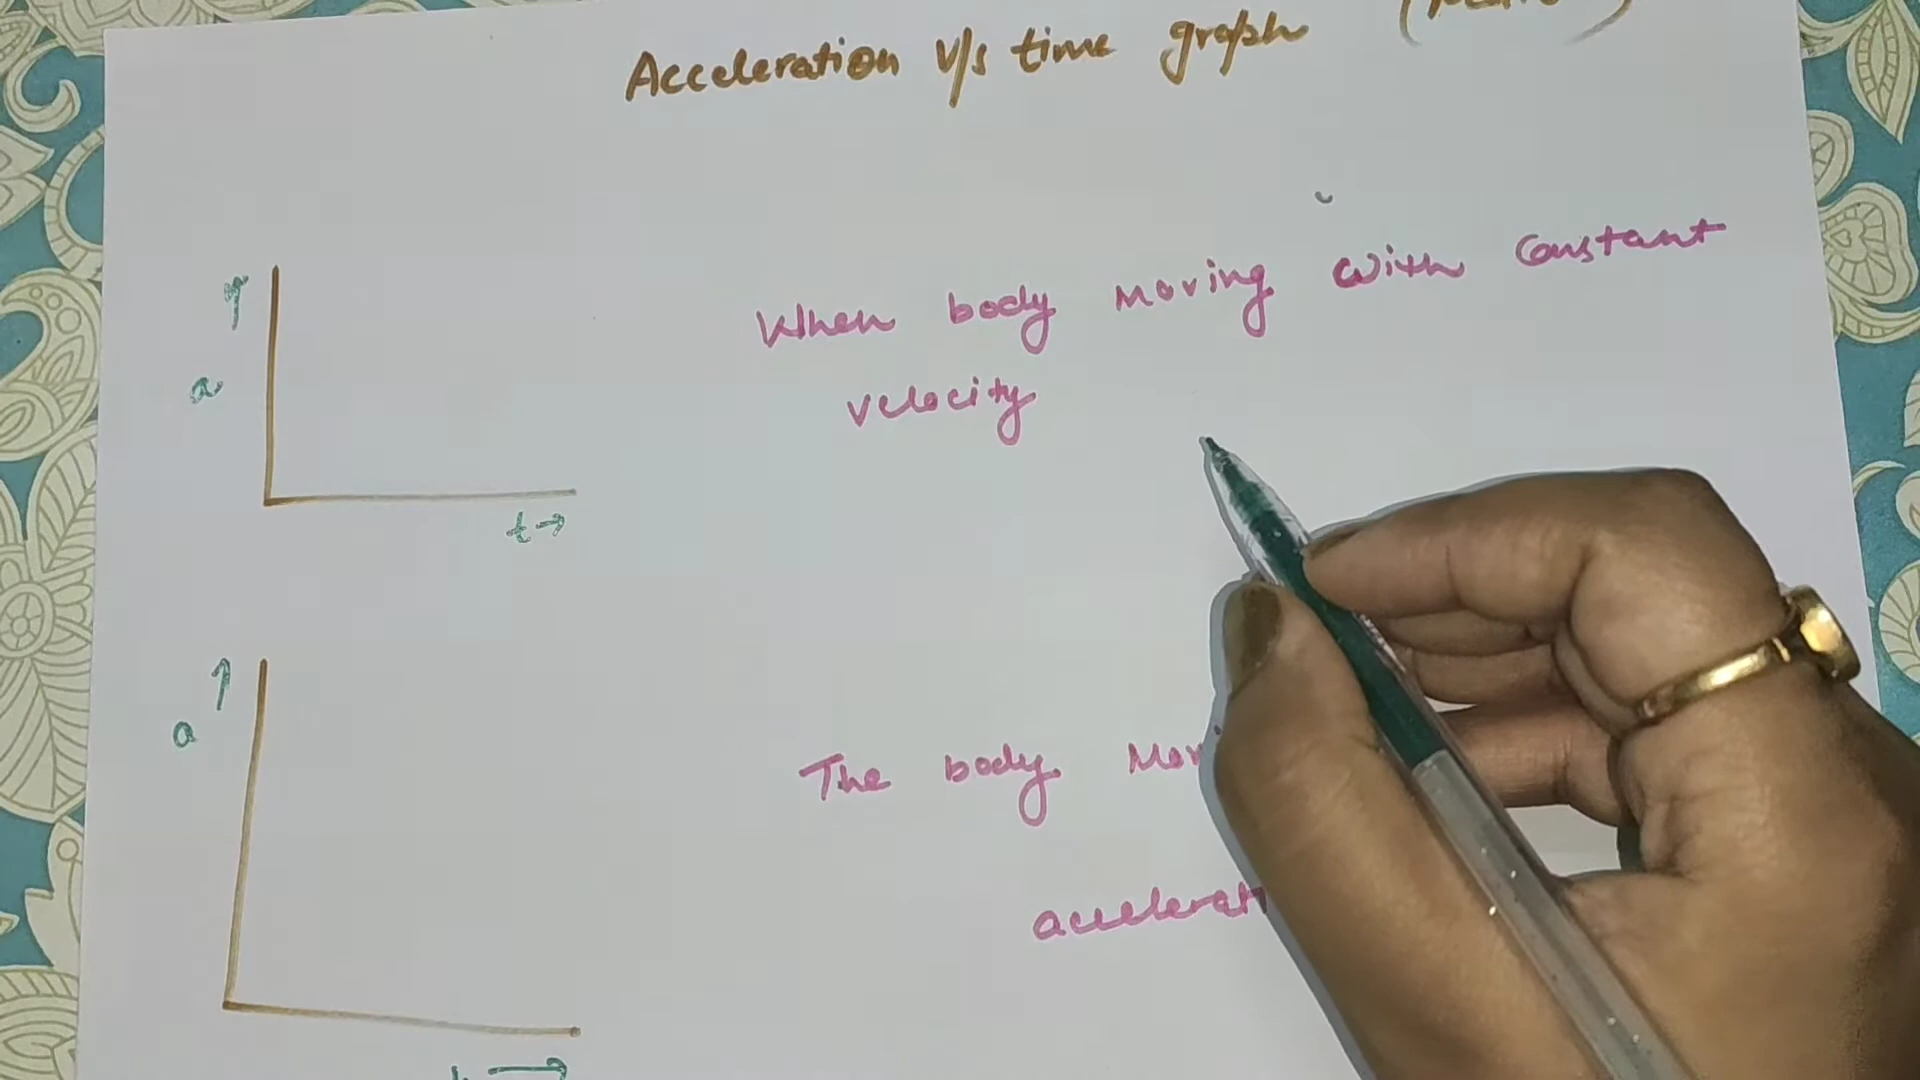 Acceleration v/s time graph
When body moving with constant
velocity
a
t →
The body
a